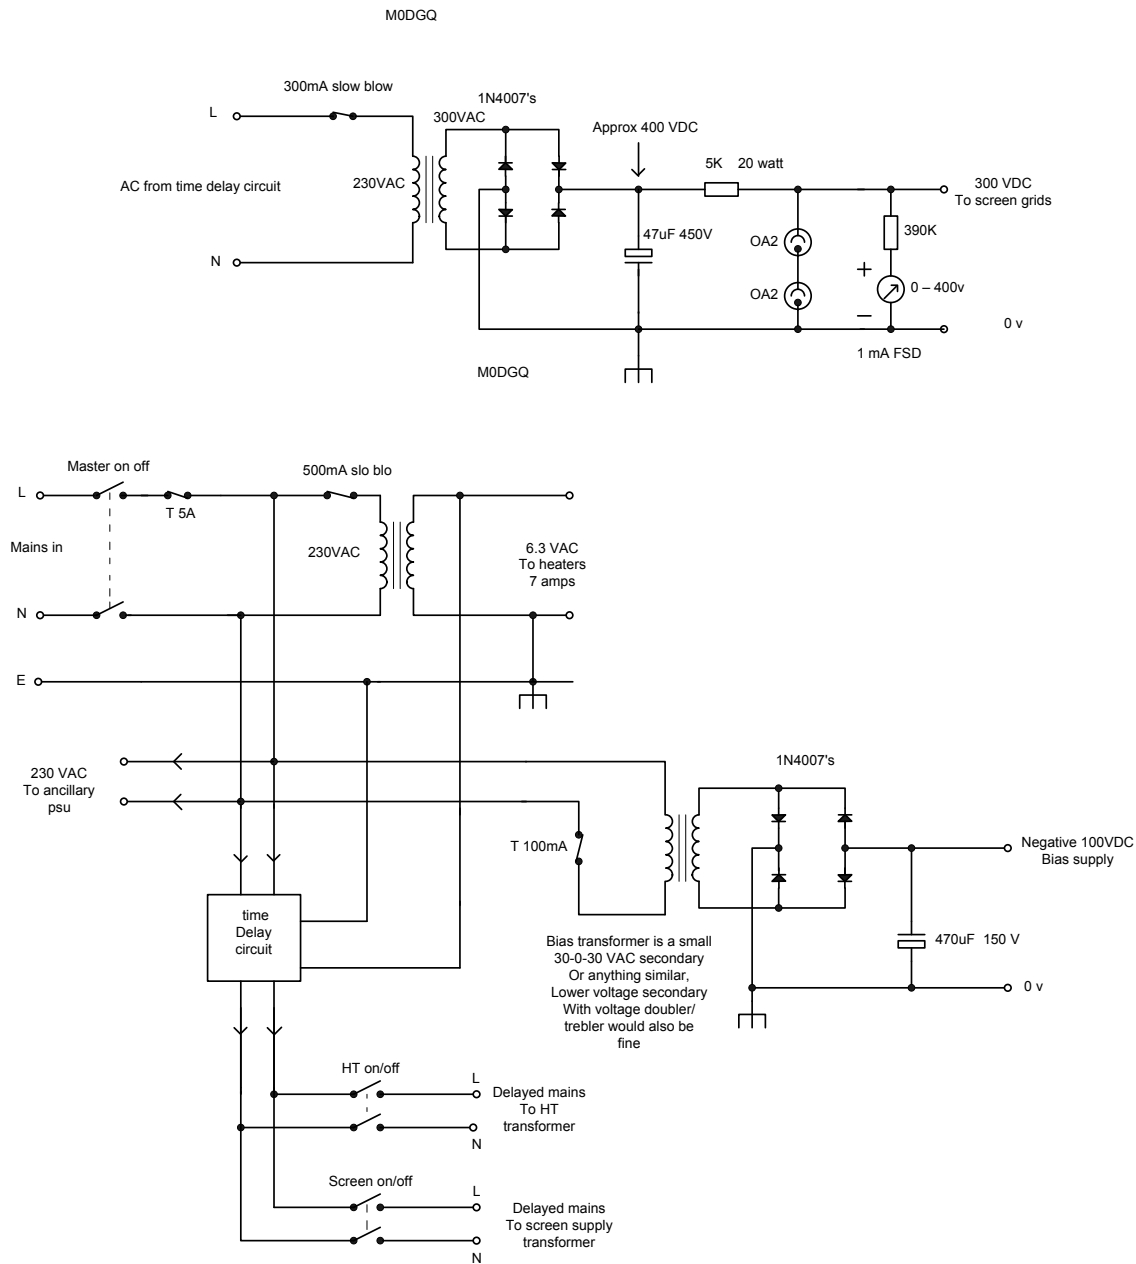 M0DGQ
300mA slow blow
1N4007's
L
300VAC
Approx 400 VDC
5K 20 watt
AC from time delay circuit
230VAC
300 VDC
To screen grids
390K
47uF 450V
OA2
N
+
OA2
0 – 400v
–
0 v
1 mA FSD
M0DGQ
Master on off
500mA slo blo
L
T 5A
Mains in
230VAC
6.3 VAC
To heaters
7 amps
N
E
1N4007's
230 VAC
To ancillary
psu
T 100mA
Negative 100VDC
Bias supply
time
Delay
circuit
Bias transformer is a small
30-0-30 VAC secondary
Or anything similar,
Lower voltage secondary
With voltage doubler/
trebler would also be
fine
470uF 150 V
0 v
HT on/off
L
Delayed mains
To HT
transformer
N
Screen on/off
L
Delayed mains
To screen supply
transformer
N